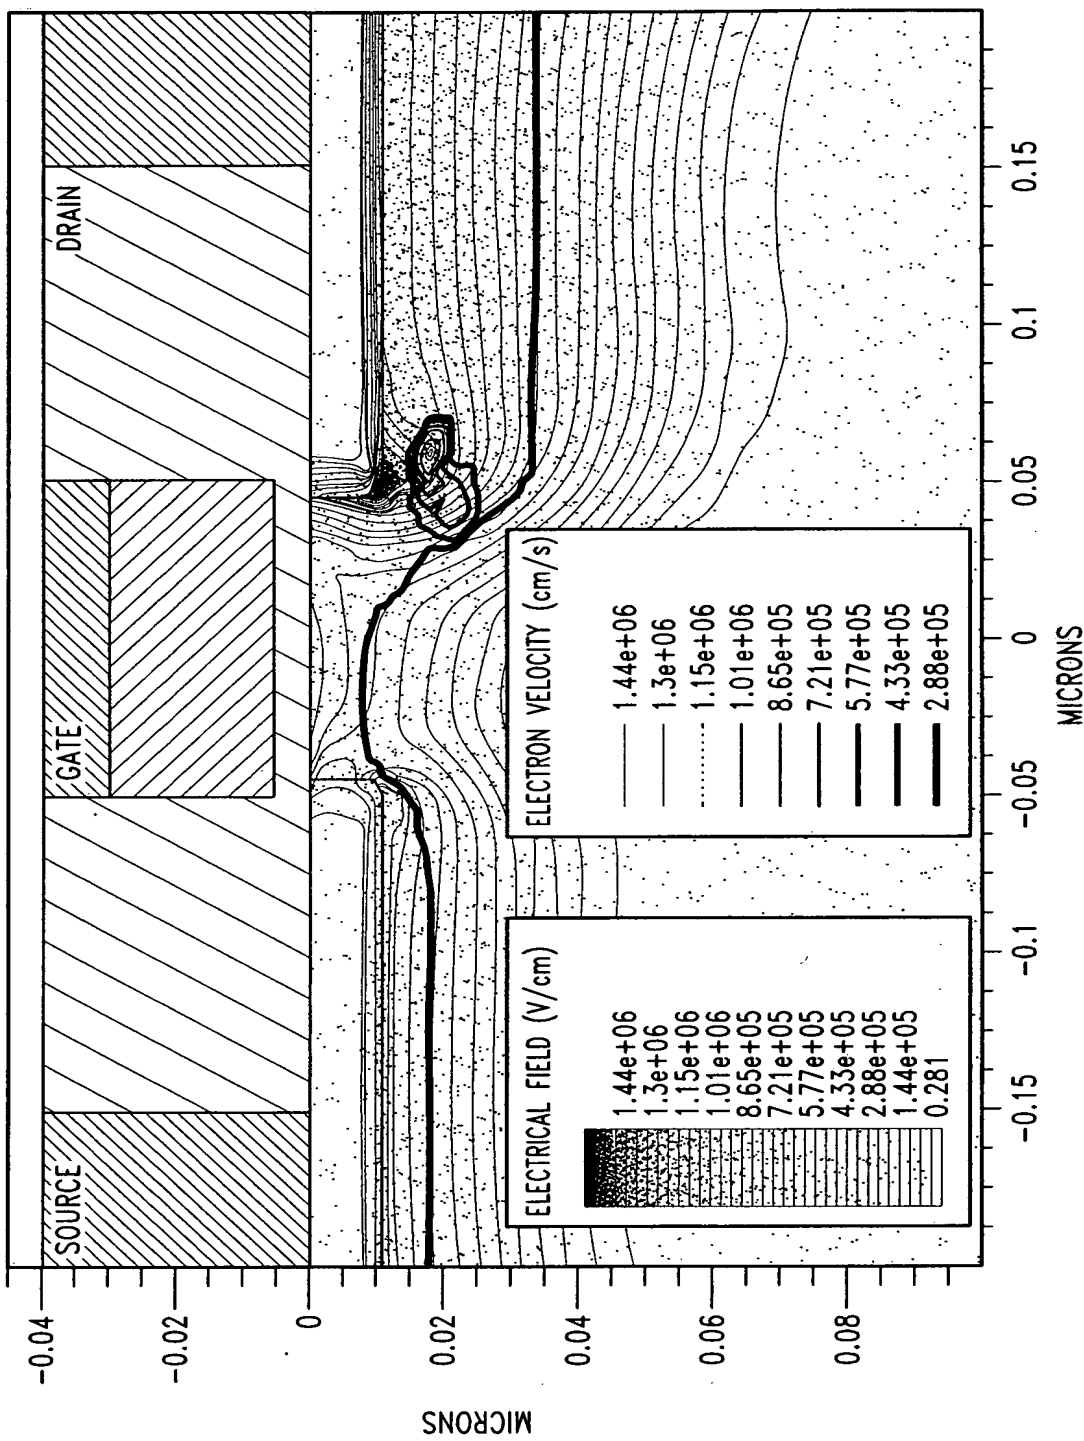 SOURCE
GATE
DRAIN
-0.04
-0.02
0
0.02
0.04
0.06
0.08
MICRONS
ELECTRICAL FIELD (V/cm)
1.44e+06
1.3e+06
1.15e+06
1.01e+06
8.65e+05
7.21e+05
5.77e+05
4.33e+05
2.88e+05
1.44e+05
0.281
ELECTRON VELOCITY (cm/s)
1.44e+06
1.3e+06
1.15e+06
1.01e+06
8.65e+05
7.21e+05
5.77e+05
4.33e+05
2.88e+05
-0.15
-0.1
-0.05
0
0.05
0.1
0.15
MICRONS